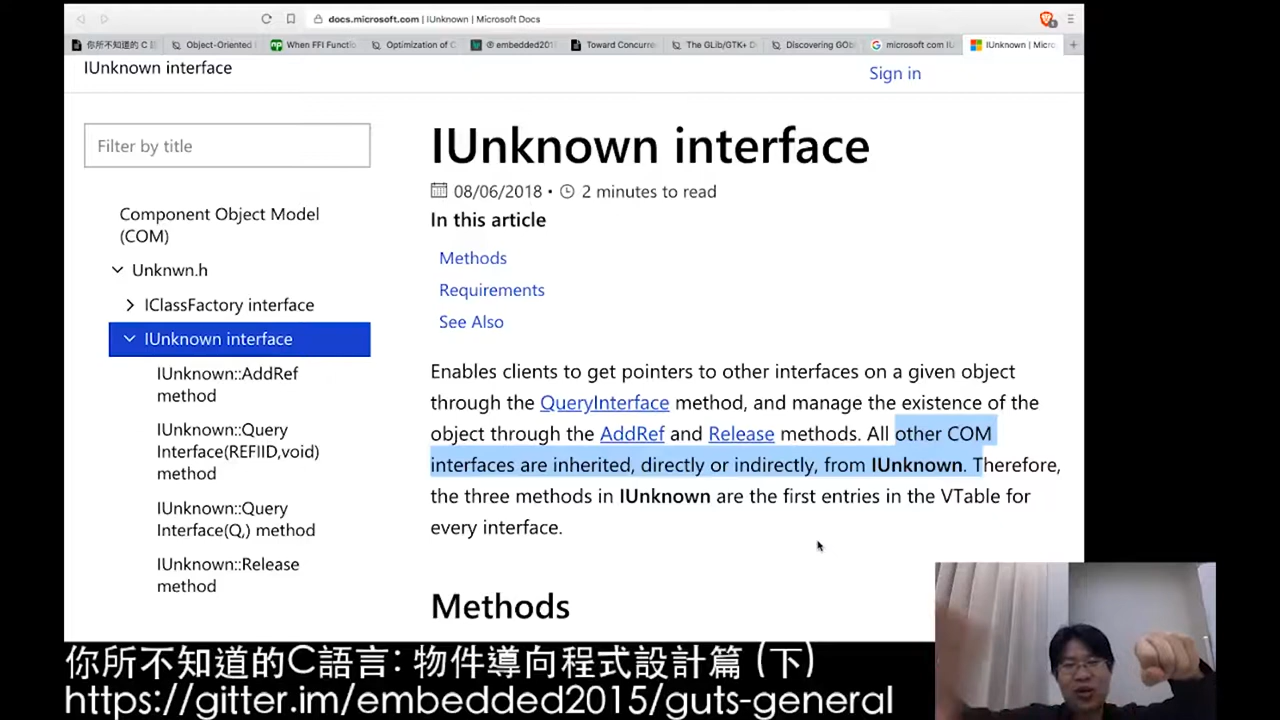 docs.microsoft.com | IUnknown | Microsoft Docs
你所不知道的 C 語
Object-Oriented
When FFI Functi
Optimization of C
embedded201
Toward Concurre
The GLib/GTK+ D
Discovering GOb
microsoft com IU
IUnknown | Micro
IUnknown interface
Sign in
Filter by title
Component Object Model
(COM)
Unknwn.h
IClassFactory interface
IUnknown interface
IUnknown::AddRef
method
IUnknown::Query
Interface(REFIID,void)
method
IUnknown::Query
Interface(Q,) method
IUnknown::Release
method
IUnknown interface
08/06/2018 • 2 minutes to read
In this article
Methods
Requirements
See Also
Enables clients to get pointers to other interfaces on a given object
through the QueryInterface method, and manage the existence of the
object through the AddRef and Release methods. All other COM
interfaces are inherited, directly or indirectly, from IUnknown. Therefore,
the three methods in IUnknown are the first entries in the VTable for
every interface.
Methods
你所不知道的C語言: 物件導向程式設計篇 (下)
https://gitter.im/embedded2015/guts-general